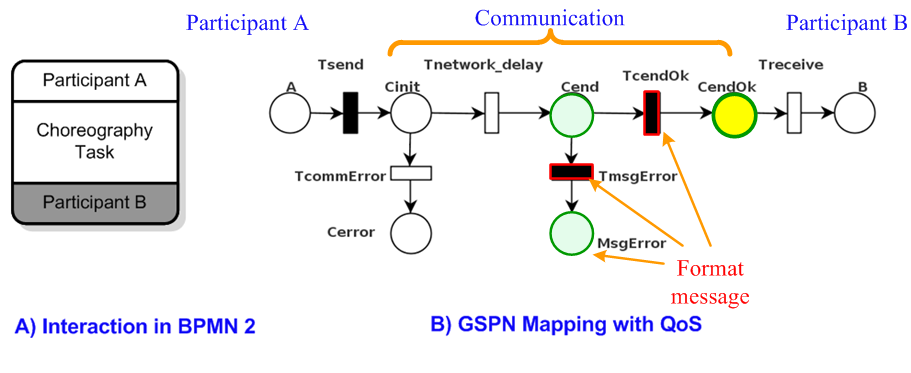 Participant A
Communication
Participant B
Participant A
Choreography
Task
Participant B
A
Tsend
Cinit
Tnetwork_delay
Cend
TcendOk
CendOk
Treceive
B
TcommError
TmsgError
Cerror
MsgError
Format
message
A) Interaction in BPMN 2
B) GSPN Mapping with QoS